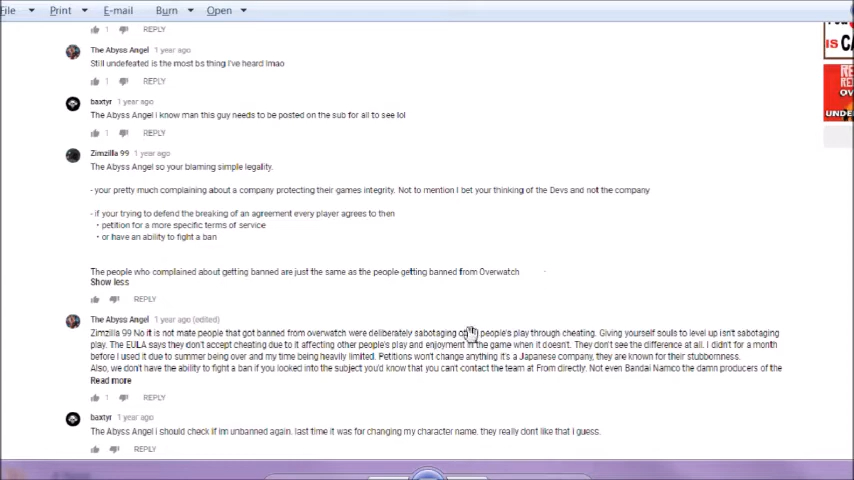 File Print E-mail Burn Open
1 REPLY
The Abyss Angel 1 year ago
Still undefeated is the most bs thing I've heard lmao
1 REPLY
baxtyr 1 year ago
The Abyss Angel i know man this guy needs to be posted on the sub for all to see lol
1 REPLY
Zimzilla 99 1 year ago
The Abyss Angel so your blaming simple legality.
- your pretty much complaining about a company protecting their games integrity. Not to mention I bet your thinking of the Devs and not the company
- if your trying to defend the breaking of an agreement every player agrees to then
• petition for a more specific terms of service
• or have an ability to fight a ban
The people who complained about getting banned are just the same as the people getting banned from Overwatch
Show less
REPLY
The Abyss Angel 1 year ago (edited)
Zimzilla 99 No it is not mate people that got banned from overwatch were deliberately sabotaging people's play through cheating. Giving yourself souls to level up isn't sabotaging
play. The EULA says they don't accept cheating due to it affecting other people's play and enjoyment in the game when it doesn't. They don't see the difference at all. I didn't for a month
before I used it due to summer being over and my time being heavily limited. Petitions won't change anything it's a Japanese company, they are known for their stubbornness.
Also, we don't have the ability to fight a ban if you looked into the subject you'd know that you can't contact the team at From directly. Not even Bandai Namco the damn producers of the
Read more
REPLY
baxtyr 1 year ago
The Abyss Angel i should check if im unbanned again. last time it was for changing my character name. they really dont like that i guess.
REPLY
IS CA
OV
UNDE